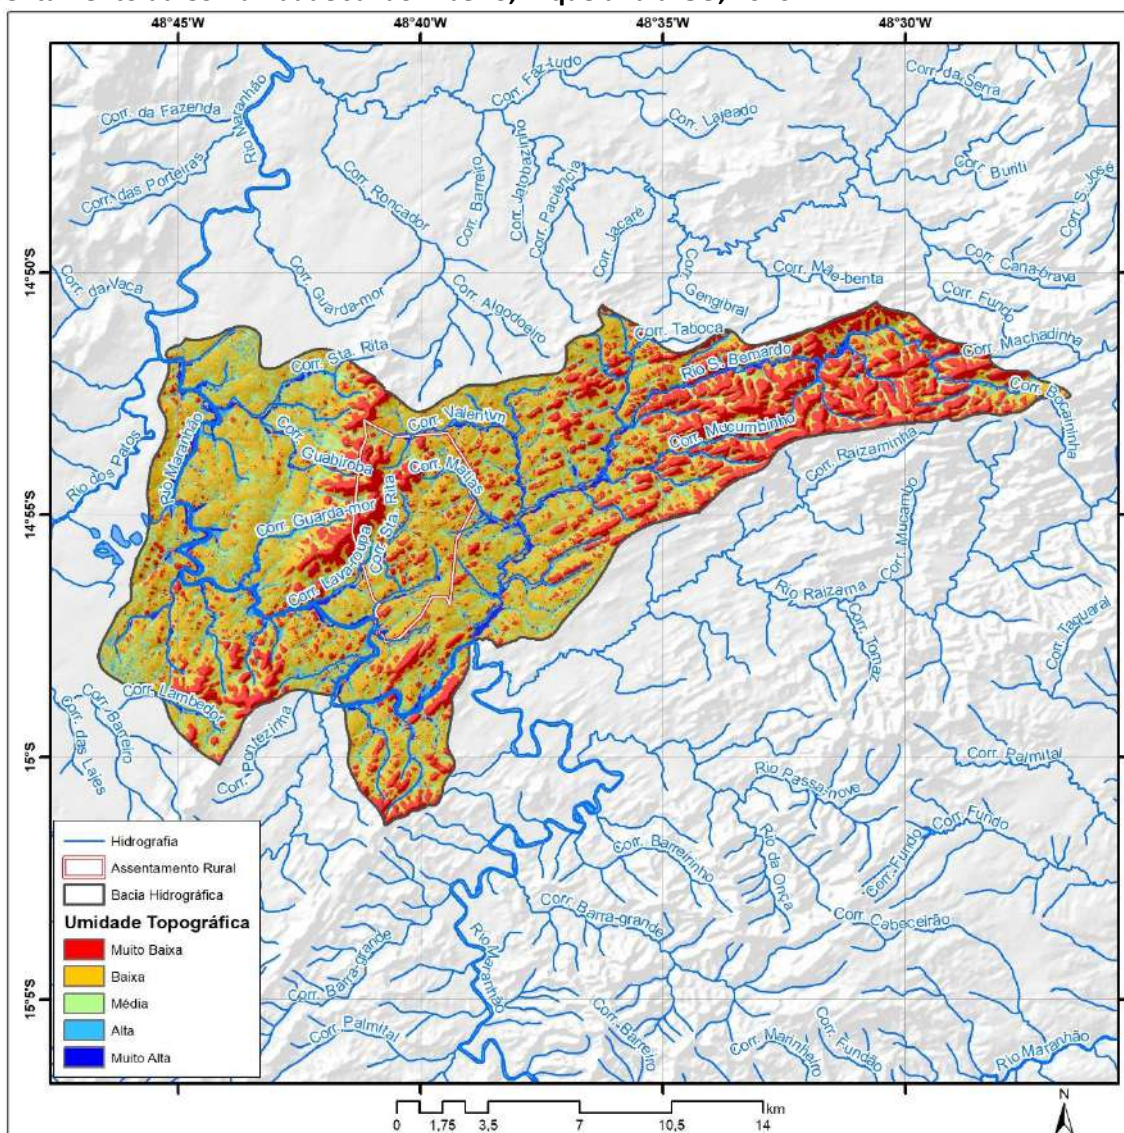 48°45'W 48°40'W 48°35'W 48°30'W
14°50'S
14°55'S
15°S
15°5'S
Corr. da Fazenda
Rio Maranhão
Corr. Faz-tudo
Corr. da Serra
Corr. Lajeado
Corr. das Porteiras
Corr. Roncador
Corr. Barreiro
Corr. Jatobazinho
Corr. Paciência
Corr. Jacaré
Corr. Buriti
Corr. S. José
Corr. da Vaca
Corr. Guarda-mor
Corr. Algodoeiro
Corr. Gengibral
Corr. Mãe-benta
Corr. Cana-brava
Corr. Fundo
Corr. Taboca
Corr. Machadinha
Corr. Sta. Rita
Rio S. Bernardo
Corr. Bocaininha
Corr. Valentim
Corr. Mucumbinho
Rio dos Patos
Rio Maranhão
Corr. Guabiroba
Corr. Matias
Corr. Raizaminha
Corr. Guarda-mor
Corr. Sta. Rita
Corr. Mucambo
Corr. Lava-roupa
Rio Raizama
Corr. Tomaz
Corr. Taquaral
Corr. Lambedor
Corr. Barreiro
Corr. das Lajes
Corr. Pontezinha
Corr. Palmital
Rio Passa-nove
Corr. Fundo
Corr. Fundo
Corr. Barreirinho
Rio da Onça
Corr. Barra-grande
Corr. Cabeceirão
Corr. Barra-grande
Rio Maranhão
Corr. Palmital
Corr. Barreiro
Corr. Marinheiro
Corr. Fundão
Rio Maranhão
Hidrografia
Assentamento Rural
Bacia Hidrográfica
Umidade Topográfica
Muito Baixa
Baixa
Média
Alta
Muito Alta
km
0 1,75 3,5 7 10,5 14
N